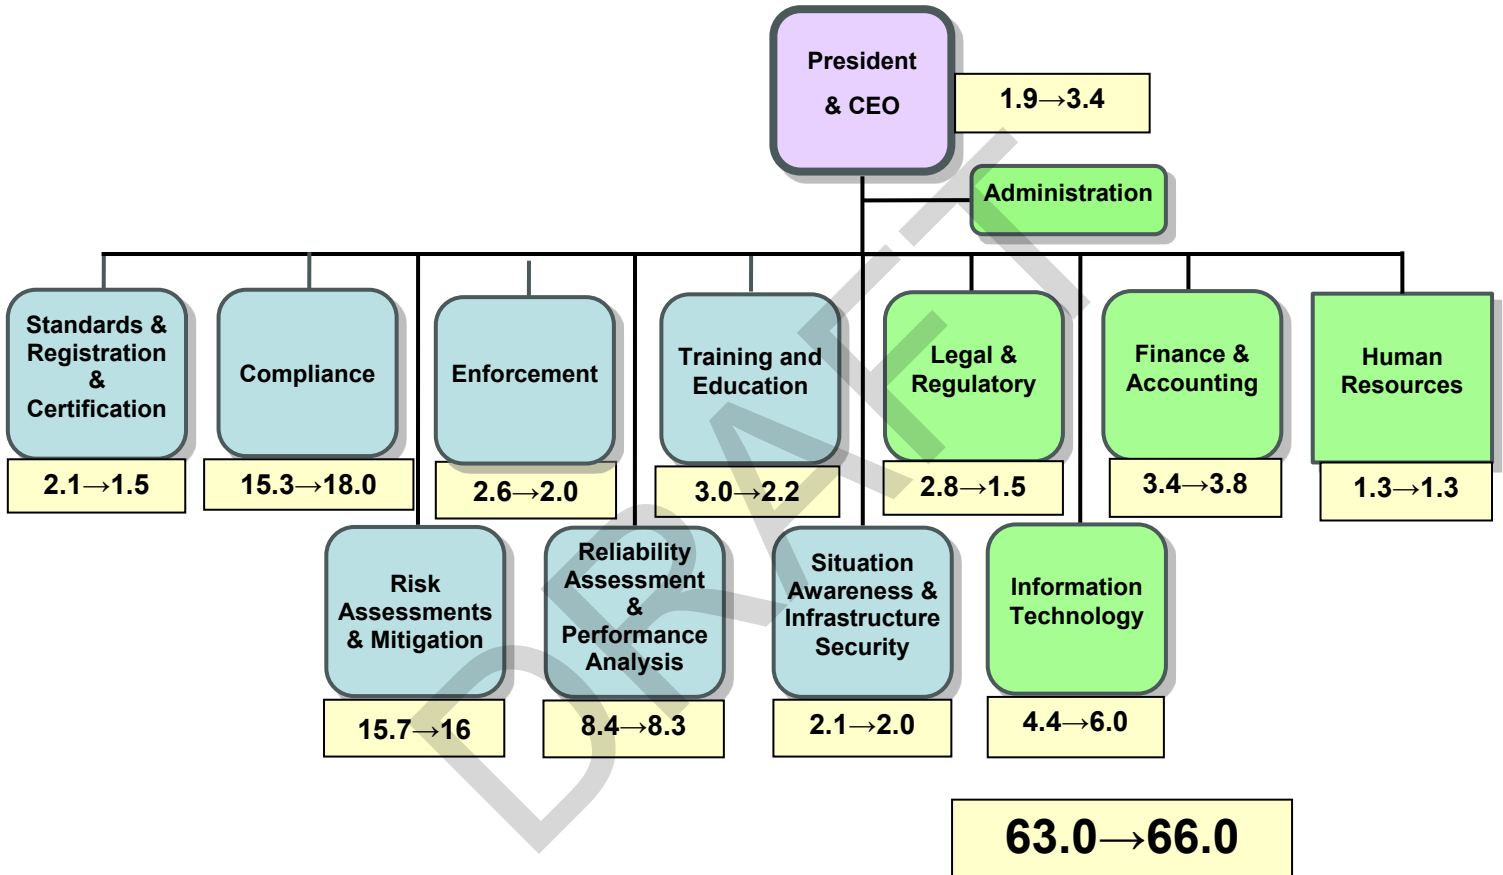 President
& CEO
1.9→3.4
Administration
Standards &
Registration
&
Certification
2.1→1.5
Compliance
15.3→18.0
Enforcement
2.6→2.0
Training and
Education
3.0→2.2
Legal &
Regulatory
2.8→1.5
Finance &
Accounting
3.4→3.8
Human
Resources
1.3→1.3
Risk
Assessments
& Mitigation
15.7→16
Reliability
Assessment
&
Performance
Analysis
8.4→8.3
Situation
Awareness &
Infrastructure
Security
2.1→2.0
Information
Technology
4.4→6.0
63.0→66.0
DRAFT